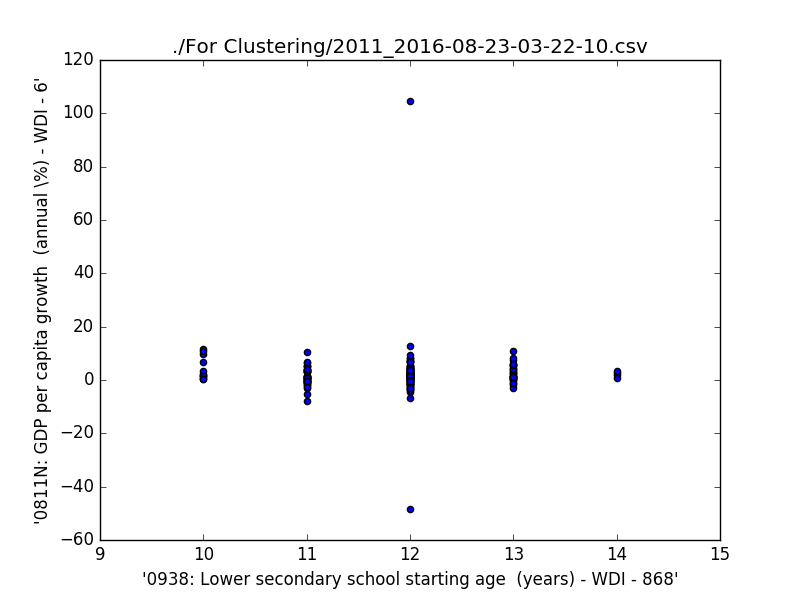 ./For Clustering/2011_2016-08-23-03-22-10.csv
120
100
80
60
40
20
0
−20
−40
−60
'0811N: GDP per capita growth  (annual \%) - WDI - 6'
9 10 11 12 13 14 15
'0938: Lower secondary school starting age  (years) - WDI - 868'